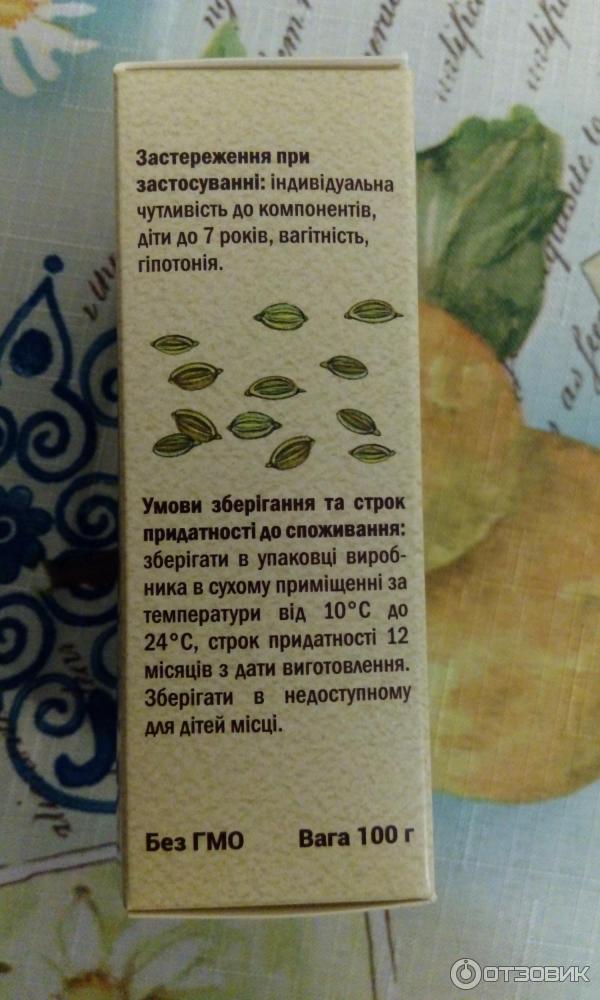 Застереження при
застосуванні: індивідуальна
чутливість до компонентів,
діти до 7 років, вагітність,
гіпотонія.
Умови зберігання та строк
придатності до споживання:
зберігати в упаковці вироб-
ника в сухому приміщенні за
температури від 10°С до
24°С, строк придатності 12
місяців з дати виготовлення.
Зберігати в недоступному
для дітей місці.
Без ГМО Вага 100 г
ОТЗОВИК